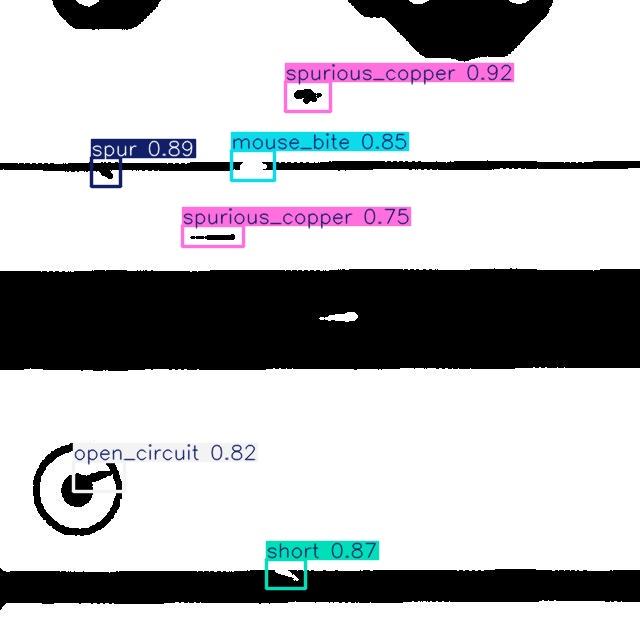 spurious_copper 0.92
mouse_bite 0.85
spur 0.89
spurious_copper 0.75
open_circuit 0.82
short 0.87